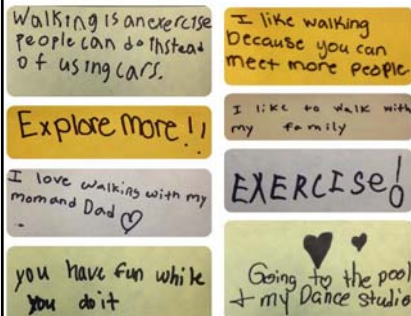 Walking is an exercise
people can do instead
of using cars.
Explore More!!
I love walking with my
mom and Dad
you have fun while
you do it
I like walking
because you can
meet more people
I like to walk with
my family
EXERCISE!
Going to the pool
+ my Dance studio